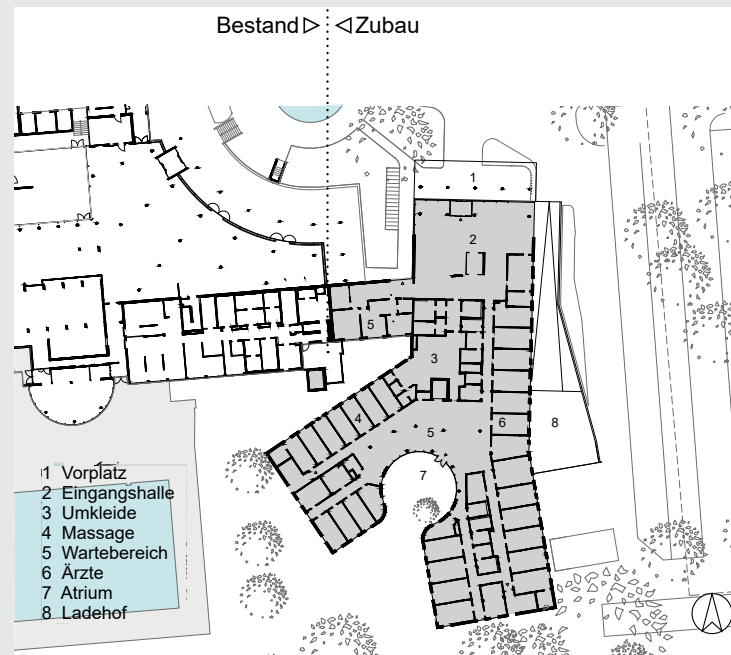 Bestand ▷ ◁ Zubau
1
2
5
3
4
5
6
8
7
1 Vorplatz
2 Eingangshalle
3 Umkleide
4 Massage
5 Wartebereich
6 Ärzte
7 Atrium
8 Ladehof